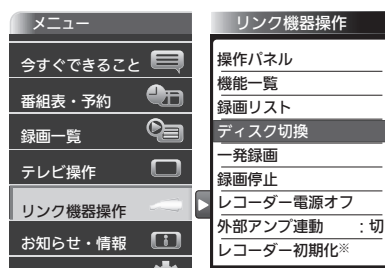 メニュー
今すぐできること
番組表・予約
録画一覧
テレビ操作
リンク機器操作
お知らせ・情報
リンク機器操作
操作パネル
機能一覧
録画リスト
ディスク切換
一発録画
録画停止
レコーダー電源オフ
外部アンプ連動 :切
レコーダー初期化※